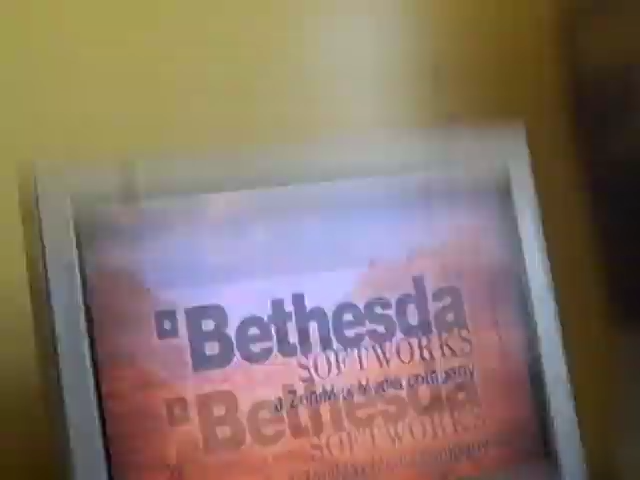 Bethesda
SOFTWORKS
a ZeniMax Media company
Bethesda
SOFTWORKS